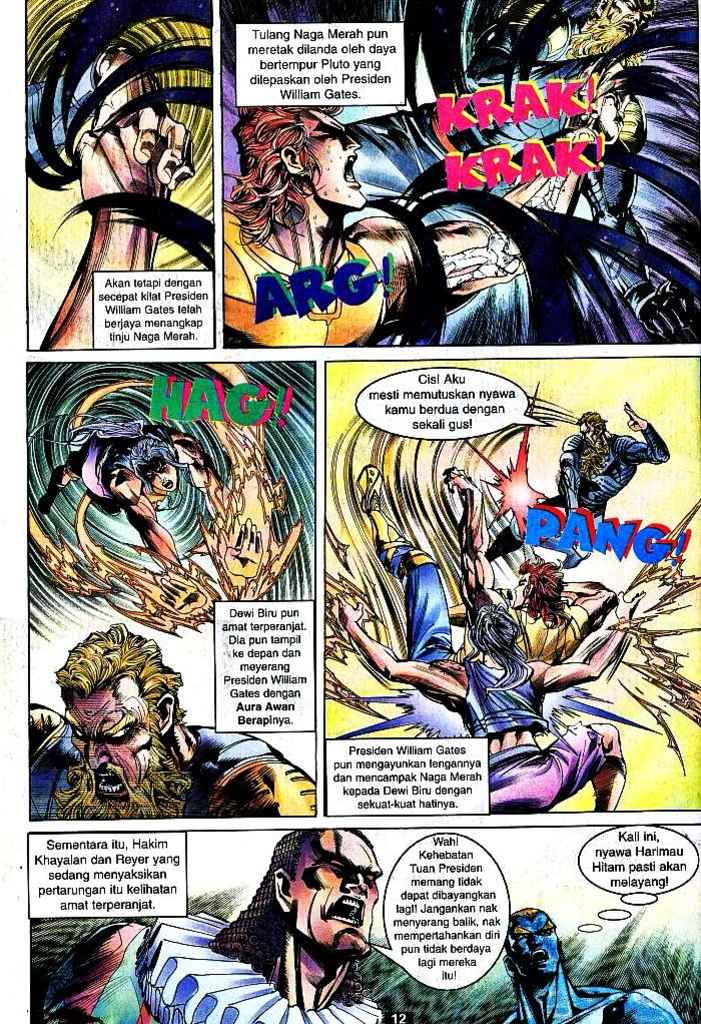 Akan tetapi dengan
secepat kilat Presiden
William Gates telah
berjaya menangkap
tinju Naga Merah.
Tulang Naga Merah pun
meretak dilanda oleh daya
bertempur Pluto yang
dilepaskan oleh Presiden
William Gates.
KRAK!
KRAK!
ARG!
HAG!
Dewi Biru pun
amat terperanjat.
Dia pun tampil
ke depan dan
meyerang
Presiden William
Gates dengan
Aura Awan
Berapinya.
Cis! Aku
mesti memutuskan nyawa
kamu berdua dengan
sekali gus!
PANG!
Presiden William Gates
pun mengayunkan lengannya
dan mencampak Naga Merah
kepada Dewi Biru dengan
sekuat-kuat hatinya.
Sementara itu, Hakim
Khayalan dan Reyer yang
sedang menyaksikan
pertarungan itu kelihatan
amat terperanjat.
Wah!
Kehebatan
Tuan Presiden
memang tidak
dapat dibayangkan
lagi! Jangankan nak
menyerang balik, nak
mempertahankan diri
pun tidak berdaya
lagi mereka
itu!
Kali ini,
nyawa Harimau
Hitam pasti akan
melayang!
12